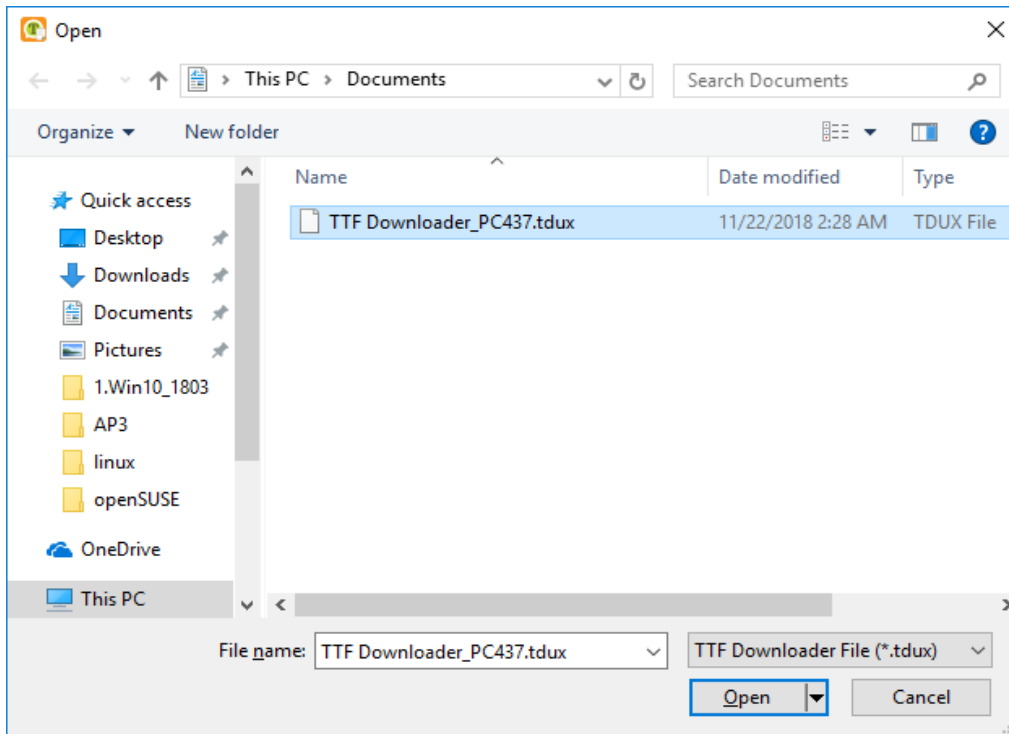 Open
This PC > Documents
Search Documents
Organize
New folder
Name
Date modified
Type
Quick access
Desktop
Downloads
Documents
Pictures
1.Win10_1803
AP3
linux
openSUSE
OneDrive
This PC
TTF Downloader_PC437.tdux
11/22/2018 2:28 AM
TDUX File
File name:
TTF Downloader_PC437.tdux
TTF Downloader File (*.tdux)
Open
Cancel